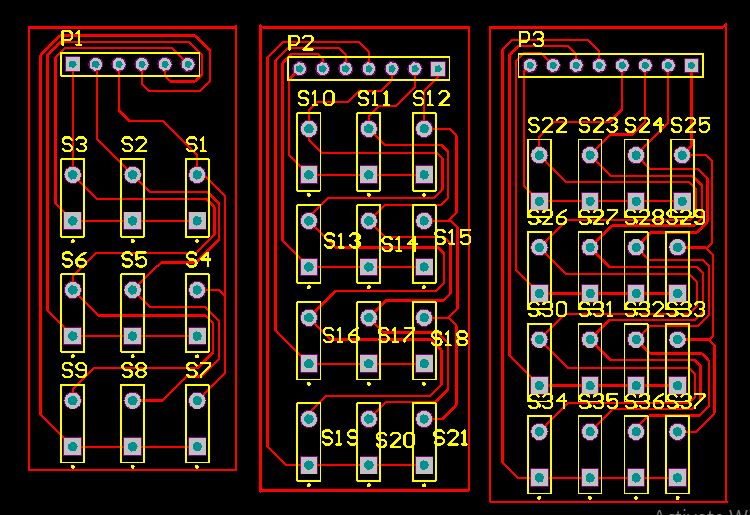 P1
P2
P3
S10 S11 S12
S22 S23 S24 S25
S3 S2 S1
S26 S27 S28 S29
S13 S14 S15
S6 S5 S4
S30 S31 S32 S33
S16 S17 S18
S9 S8 S7
S34 S35 S36 S37
S19 S20 S21
Activate W